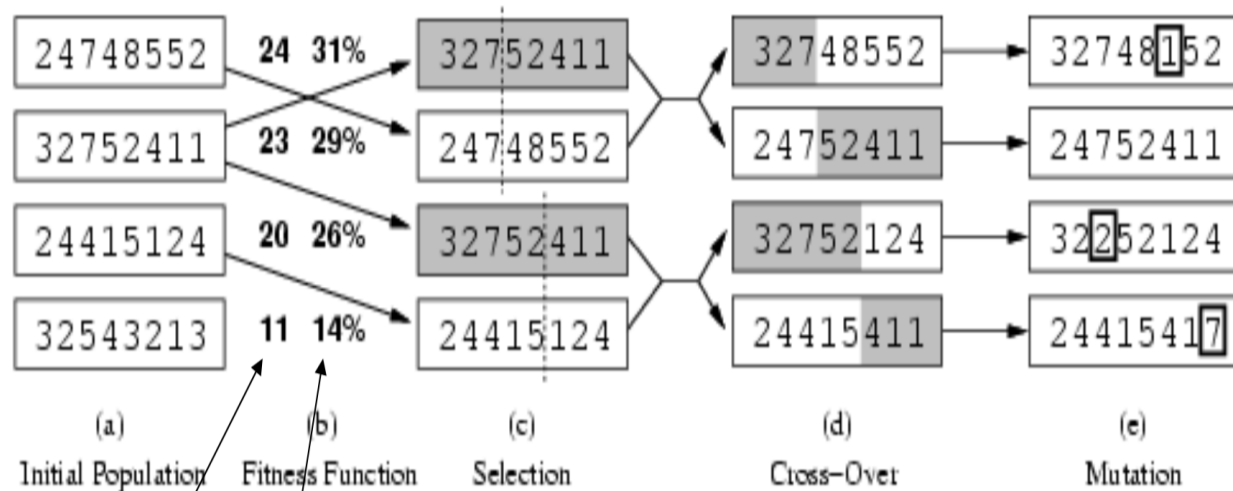 24748552 24 31% 32752411 32748552 32748152
32752411 23 29% 24748552 24752411 24752411
24415124 20 26% 32752411 32752124 32252124
32543213 11 14% 24415124 24415411 24415417
(a) (b) (c) (d) (e)
Initial Population Fitness Function Selection Cross-Over Mutation